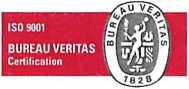 ISO 9001
BUREAU VERITAS
Certification
BUREAU VERITAS
1828